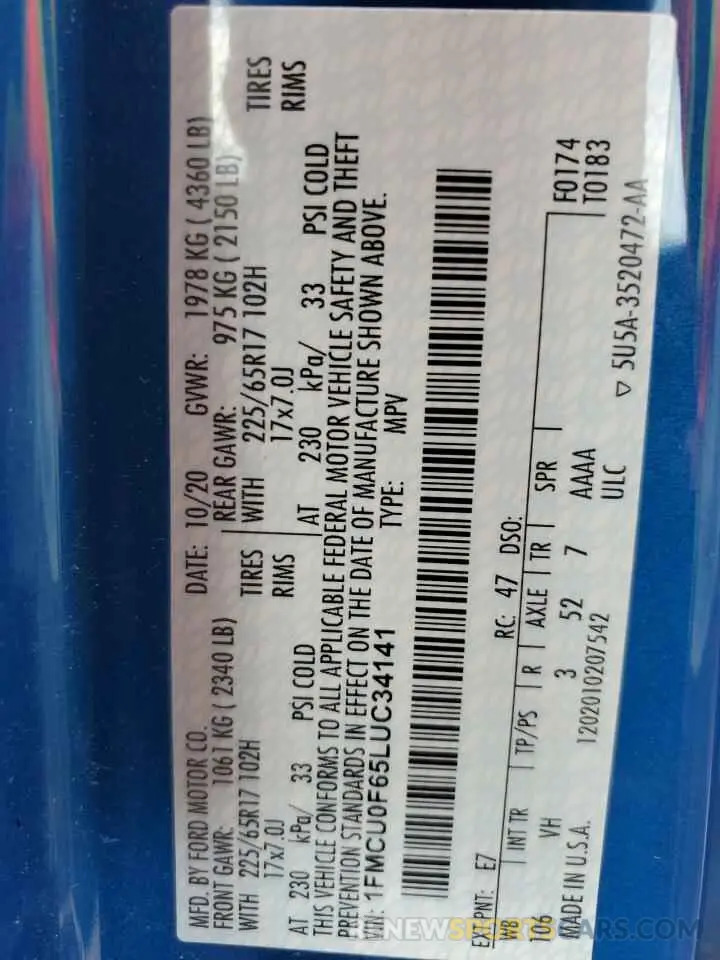 MFD. BY FORD MOTOR CO. DATE: 10/20 GVWR: 1978 KG ( 4360 LB)
FRONT GAWR: 1061 KG ( 2340 LB) REAR GAWR: 975 KG ( 2150 LB)
WITH 225/65R17 102H TIRES WITH 225/65R17 102H TIRES
17x7.0J RIMS 17x7.0J RIMS
AT 230 kPa/ 33 PSI COLD AT 230 kPa/ 33 PSI COLD
THIS VEHICLE CONFORMS TO ALL APPLICABLE FEDERAL MOTOR VEHICLE SAFETY AND THEFT
PREVENTION STANDARDS IN EFFECT ON THE DATE OF MANUFACTURE SHOWN ABOVE.
VIN: 1FMCU0F65LUC34141 TYPE: MPV
EXT PNT: E7 RC: 47 DSO:
WB INT TR TP/PS R AXLE TR SPR F0174
106 VH 3 52 7 AAAA T0183
MADE IN U.S.A. 1202010207542 ULC
▽ 5U5A-3520472-AA
RENEWSPORTSCARS.COM